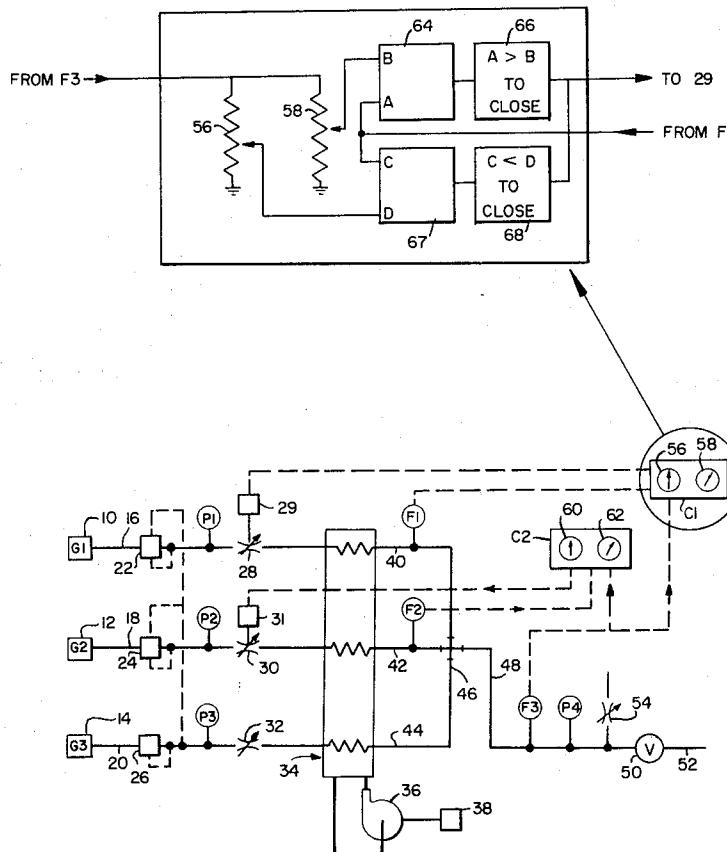 64
66
FROM F3
B
A > B
TO
CLOSE
TO 29
56
58
A
FROM F
C
C < D
TO
CLOSE
D
67
68
56
58
C1
29
60
62
C2
F1
10
16
P1
G1
22
28
40
31
F2
12
18
P2
G2
24
30
42
46
48
14
P3
32
F3
P4
54
G3
20
26
34
44
V
50
52
36
38